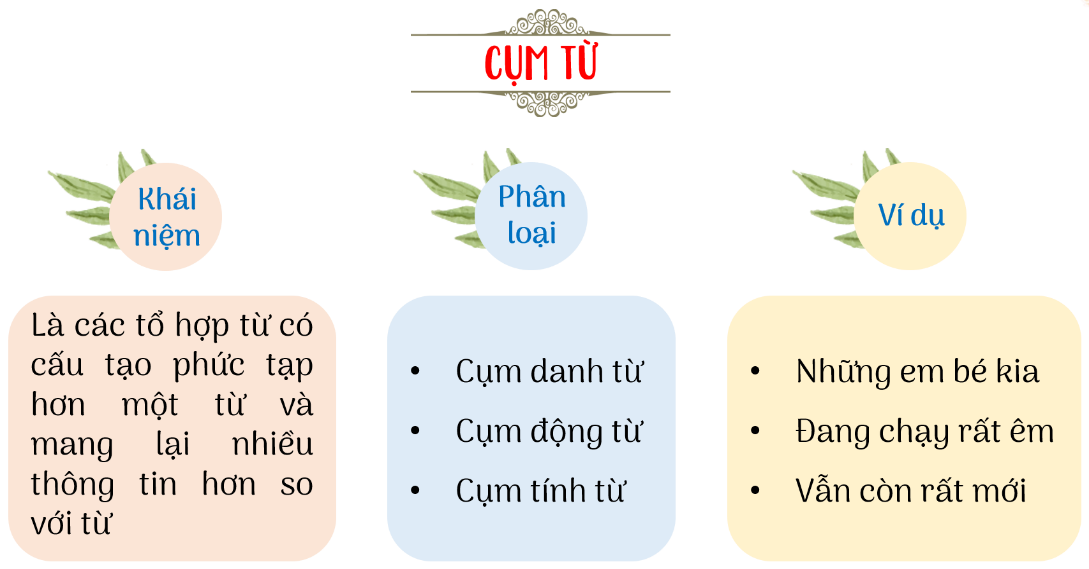 CỤM TỪ
Khái
niệm
Là các tổ hợp từ có
cấu tạo phức tạp
hơn một từ và
mang lại nhiều
thông tin hơn so
với từ
Phân
loại
• Cụm danh từ
• Cụm động từ
• Cụm tính từ
Ví dụ
• Những em bé kia
• Đang chạy rất êm
• Vẫn còn rất mới